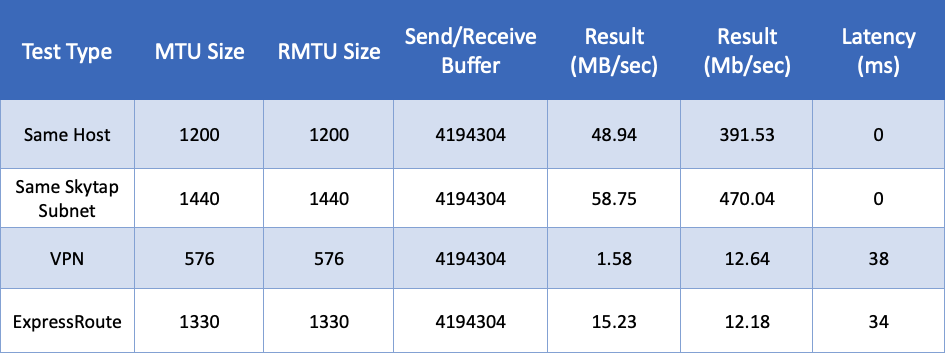 Test Type MTU Size RMTU Size Send/Receive Buffer Result (MB/sec) Result (Mb/sec) Latency (ms)
Same Host 1200 1200 4194304 48.94 391.53 0
Same Skytap Subnet 1440 1440 4194304 58.75 470.04 0
VPN 576 576 4194304 1.58 12.64 38
ExpressRoute 1330 1330 4194304 15.23 12.18 34